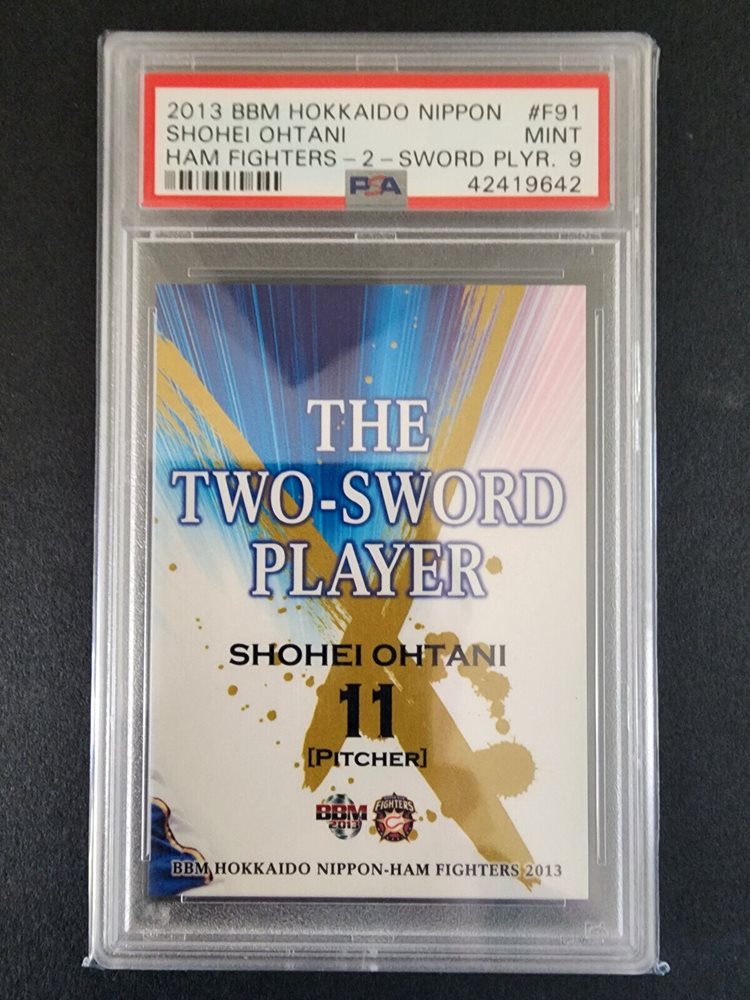 2013 BBM HOKKAIDO NIPPON #F91
SHOHEI OHTANI MINT
HAM FIGHTERS-2-SWORD PLYR. 9
PSA 42419642
THE
TWO-SWORD
PLAYER
SHOHEI OHTANI
11
[PITCHER]
BBM 2013 FIGHTERS
BBM HOKKAIDO NIPPON-HAM FIGHTERS 2013